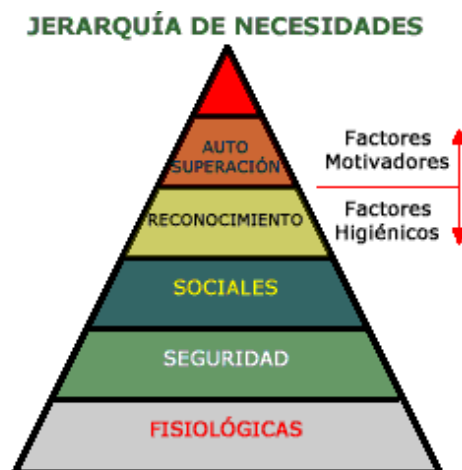 JERARQUÍA DE NECESIDADES
AUTO
SUPERACIÓN
Factores
Motivadores
RECONOCIMIENTO
Factores
Higiénicos
SOCIALES
SEGURIDAD
FISIOLÓGICAS